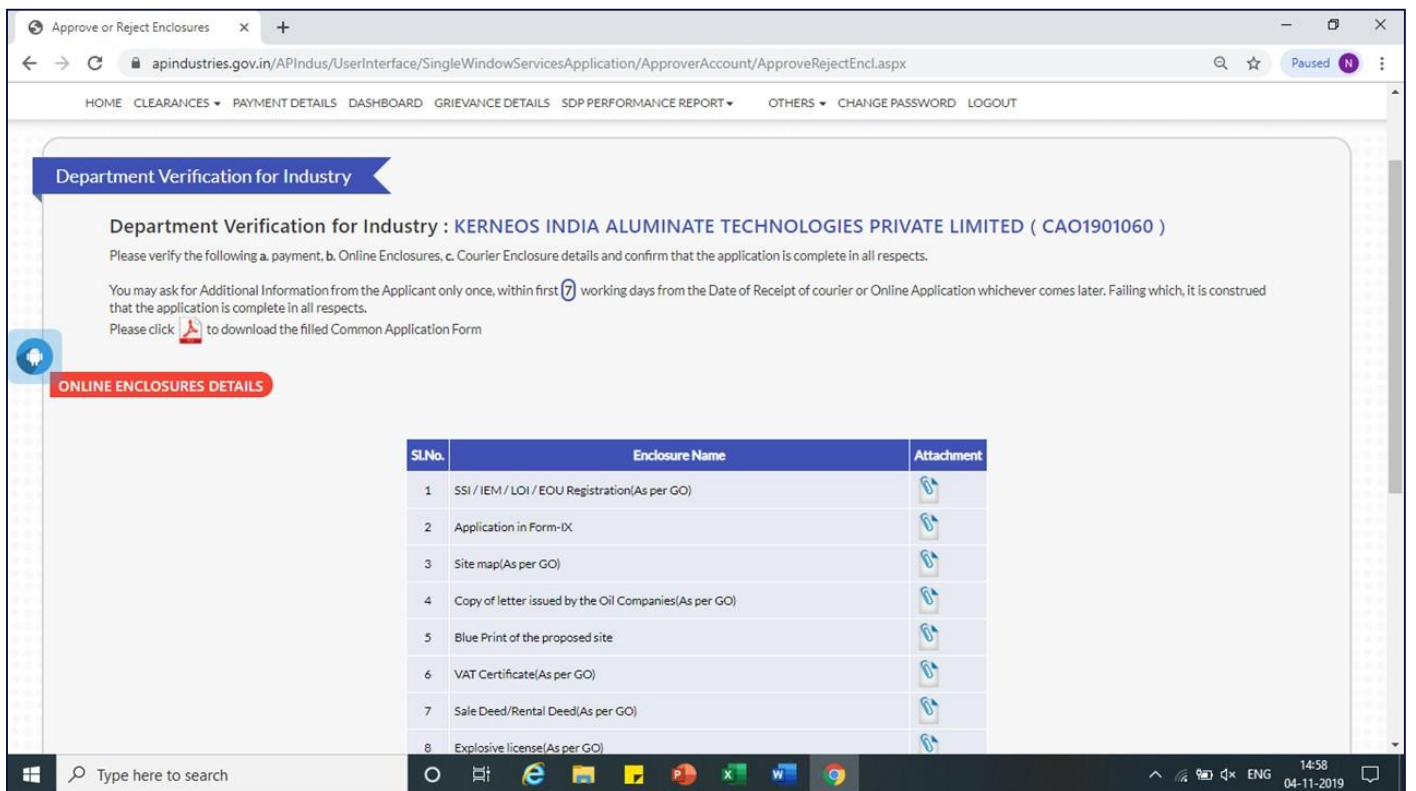 Approve or Reject Enclosures
apindustries.gov.in/APIndus/UserInterface/SingleWindowServicesApplication/ApproverAccount/ApproveRejectEncl.aspx Paused N
HOME CLEARANCES PAYMENT DETAILS DASHBOARD GRIEVANCE DETAILS SDP PERFORMANCE REPORT OTHERS CHANGE PASSWORD LOGOUT
Department Verification for Industry
Department Verification for Industry : KERNEOS INDIA ALUMINATE TECHNOLOGIES PRIVATE LIMITED ( CAO1901060 )
Please verify the following a. payment, b. Online Enclosures, c. Courier Enclosure details and confirm that the application is complete in all respects.
You may ask for Additional Information from the Applicant only once, within first 7 working days from the Date of Receipt of courier or Online Application whichever comes later. Failing which, it is construed
that the application is complete in all respects.
Please click to download the filled Common Application Form
ONLINE ENCLOSURES DETAILS
Sl.No. Enclosure Name Attachment
1 SSI / IEM / LOI / EOU Registration(As per GO)
2 Application in Form-IX
3 Site map(As per GO)
4 Copy of letter issued by the Oil Companies(As per GO)
5 Blue Print of the proposed site
6 VAT Certificate(As per GO)
7 Sale Deed/Rental Deed(As per GO)
8 Explosive license(As per GO)
Type here to search ENG 14:58
04-11-2019